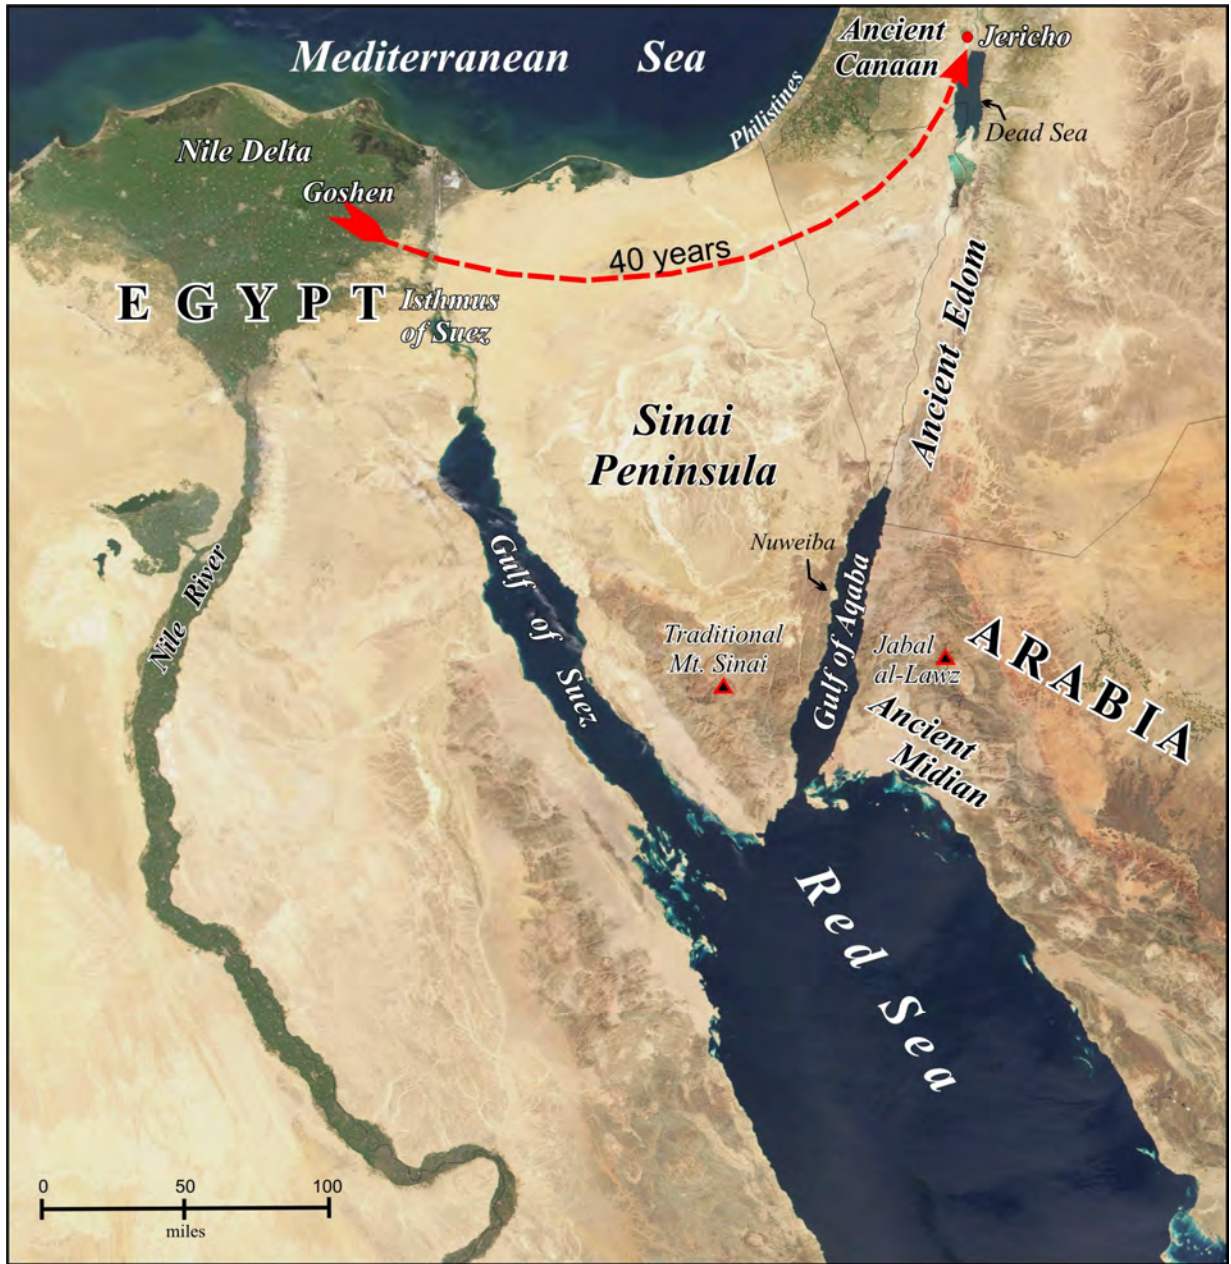 Mediterranean Sea
Ancient
Canaan
Jericho
Philistines
Dead Sea
Nile Delta
Goshen
40 years
EGYPT
Isthmus
of Suez
Ancient Edom
Sinai
Peninsula
Nuweiba
Gulf of Suez
Gulf of Aqaba
Nile River
Traditional
Mt. Sinai
Jabal
al-Lawz
ARABIA
Ancient
Midian
Red Sea
0 50 100
miles